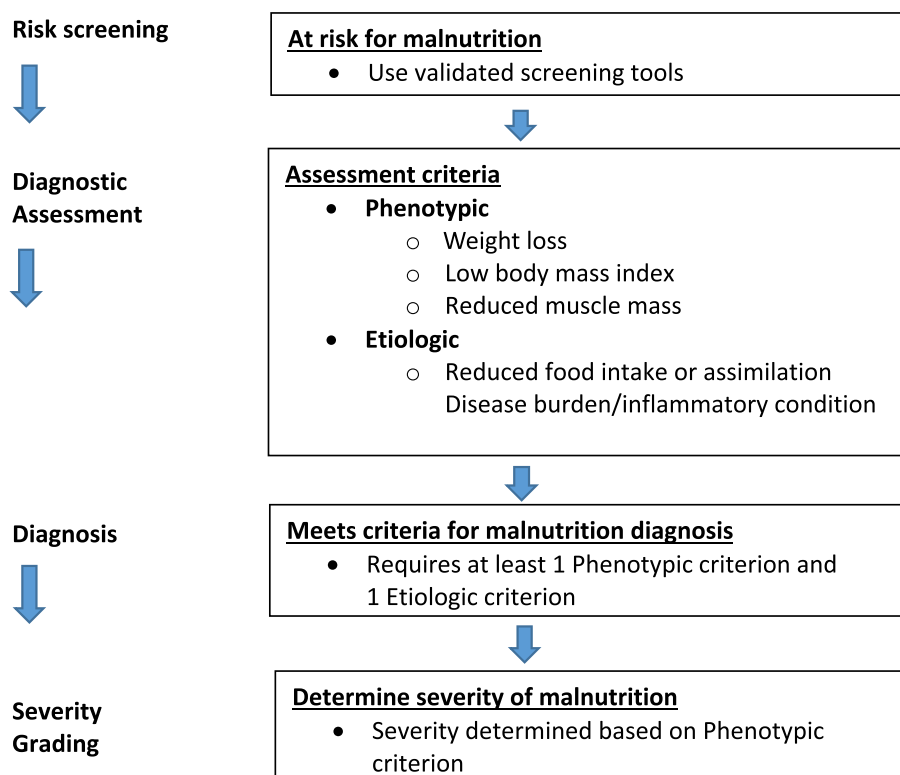 Risk screening
At risk for malnutrition
• Use validated screening tools
Diagnostic
Assessment
Assessment criteria
• Phenotypic
o Weight loss
o Low body mass index
o Reduced muscle mass
• Etiologic
o Reduced food intake or assimilation
Disease burden/inflammatory condition
Diagnosis
Meets criteria for malnutrition diagnosis
• Requires at least 1 Phenotypic criterion and
1 Etiologic criterion
Severity
Grading
Determine severity of malnutrition
• Severity determined based on Phenotypic
criterion